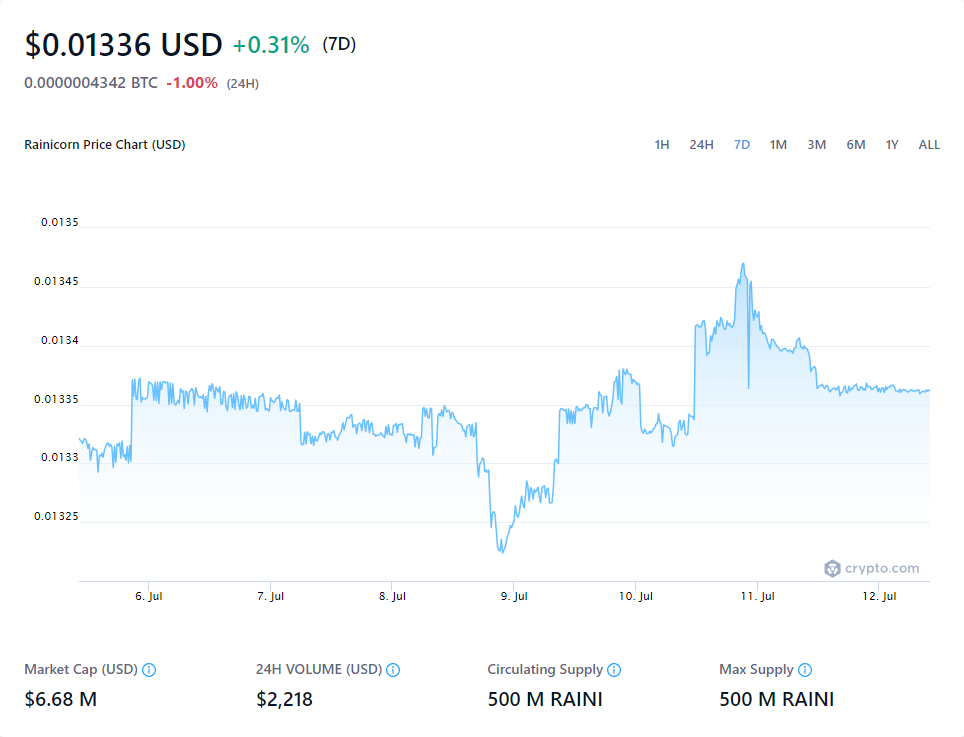 $0.01336 USD +0.31% (7D)
0.0000004342 BTC -1.00% (24H)
Rainicorn Price Chart (USD) 1H 24H 7D 1M 3M 6M 1Y ALL
0.0135
0.01345
0.0134
0.01335
0.0133
0.01325
crypto.com
6. Jul 7. Jul 8. Jul 9. Jul 10. Jul 11. Jul 12. Jul
Market Cap (USD) 24H VOLUME (USD) Circulating Supply Max Supply
$6.68 M $2,218 500 M RAINI 500 M RAINI